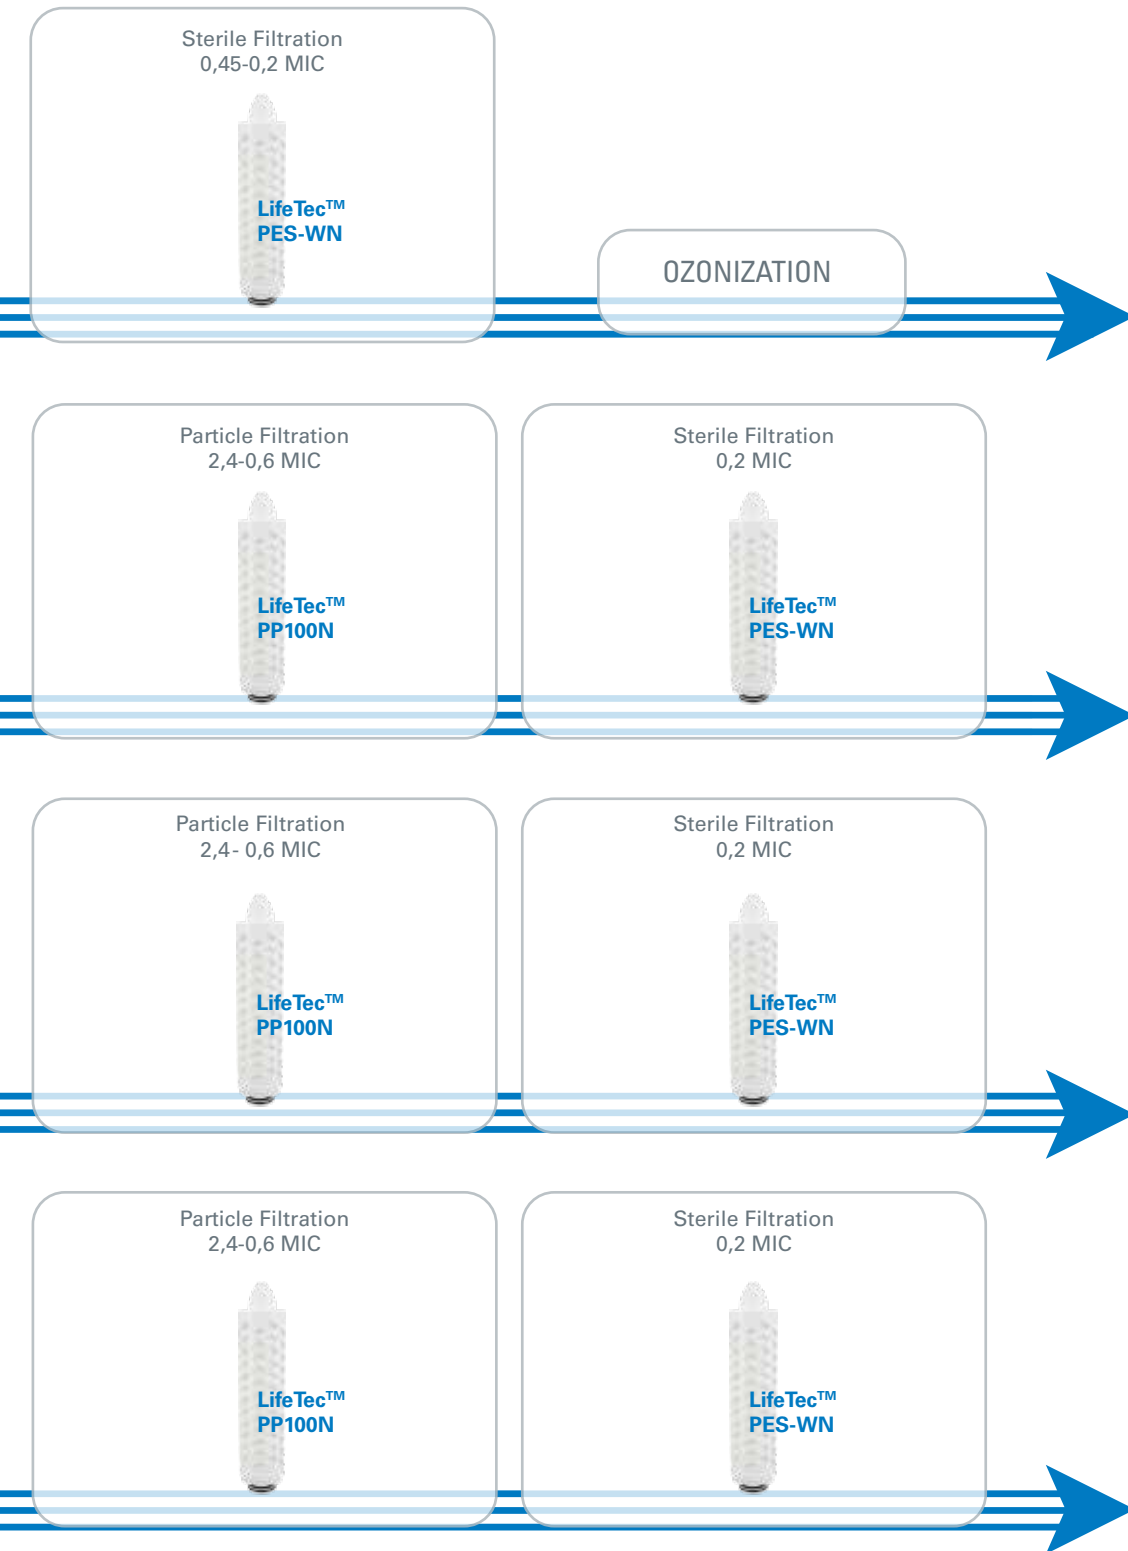 Sterile Filtration
0,45-0,2 MIC
LifeTec™
PES-WN
OZONIZATION
Particle Filtration
2,4-0,6 MIC
LifeTec™
PP100N
Sterile Filtration
0,2 MIC
LifeTec™
PES-WN
Particle Filtration
2,4- 0,6 MIC
LifeTec™
PP100N
Sterile Filtration
0,2 MIC
LifeTec™
PES-WN
Particle Filtration
2,4-0,6 MIC
LifeTec™
PP100N
Sterile Filtration
0,2 MIC
LifeTec™
PES-WN